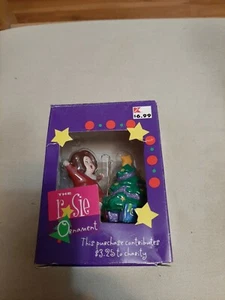 K
$6.99
THE
rosie
Ornament
This purchase contributes
$3.25 to charity